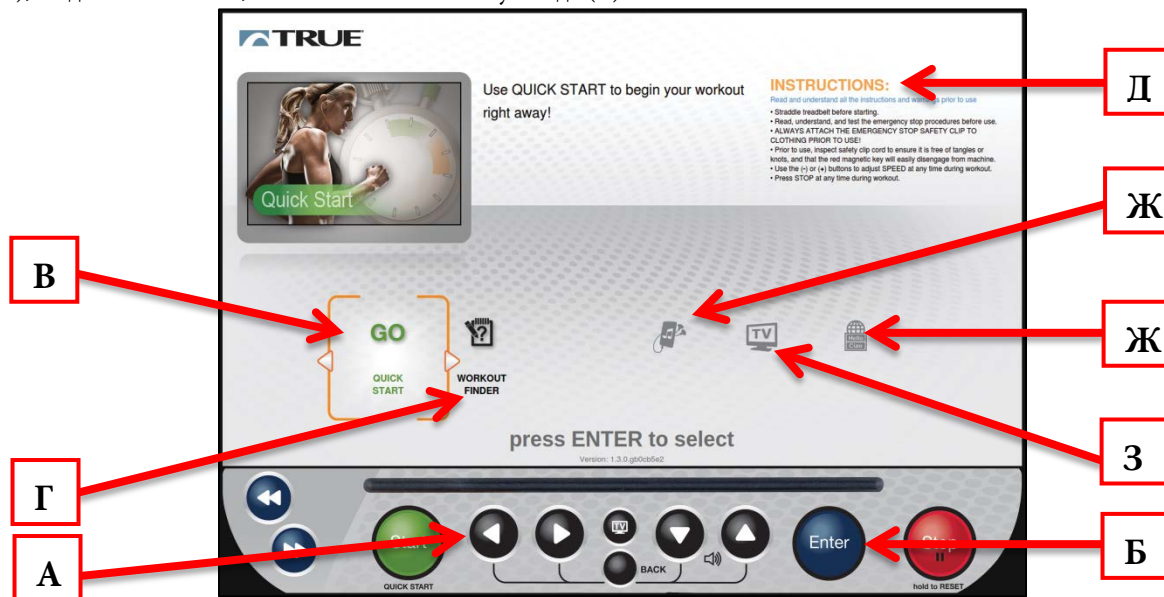 TRUE
Use QUICK START to begin your workout
right away!
Quick Start
INSTRUCTIONS:
Read and understand all the instructions and warnings prior to use
• Straddle treadbelt before starting.
• Read, understand, and test the emergency stop procedures before use.
• ALWAYS ATTACH THE EMERGENCY STOP SAFETY CLIP TO
CLOTHING PRIOR TO USE!
• Prior to use, inspect safety clip cord to ensure it is free of tangles or
knots, and that the red magnetic key will easily disengage from machine.
• Use the (-) or (+) buttons to adjust SPEED at any time during workout.
• Press STOP at any time during workout.
Д
Ж
В
GO
QUICK
START
WORKOUT
FINDER
TV
Hello
Ciao
Ж
press ENTER to select
Version: 1.3.0.gb0cb5e2
З
Г
А
Start
QUICK START
TV
BACK
Enter
Stop
hold to RESET
Б